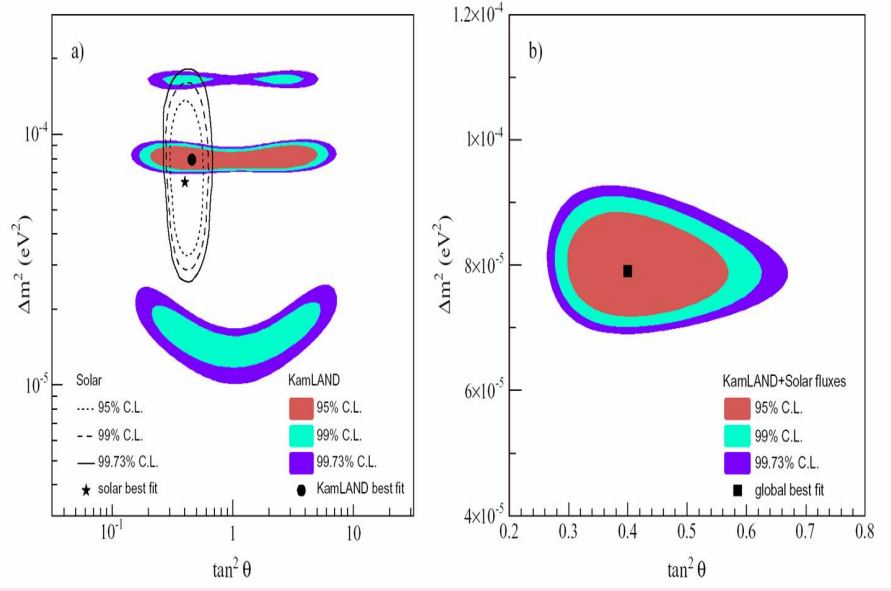 a)
10⁻⁴
10⁻⁵
Δm² (eV²)
Solar
95% C.L.
99% C.L.
99.73% C.L.
solar best fit
KamLAND
95% C.L.
99% C.L.
99.73% C.L.
KamLAND best fit
10⁻¹ 1 10
tan² θ
b)
1.2×10⁻⁴
1×10⁻⁴
8×10⁻⁵
6×10⁻⁵
4×10⁻⁵
Δm² (eV²)
KamLAND+Solar fluxes
95% C.L.
99% C.L.
99.73% C.L.
global best fit
0.2 0.3 0.4 0.5 0.6 0.7 0.8
tan² θ